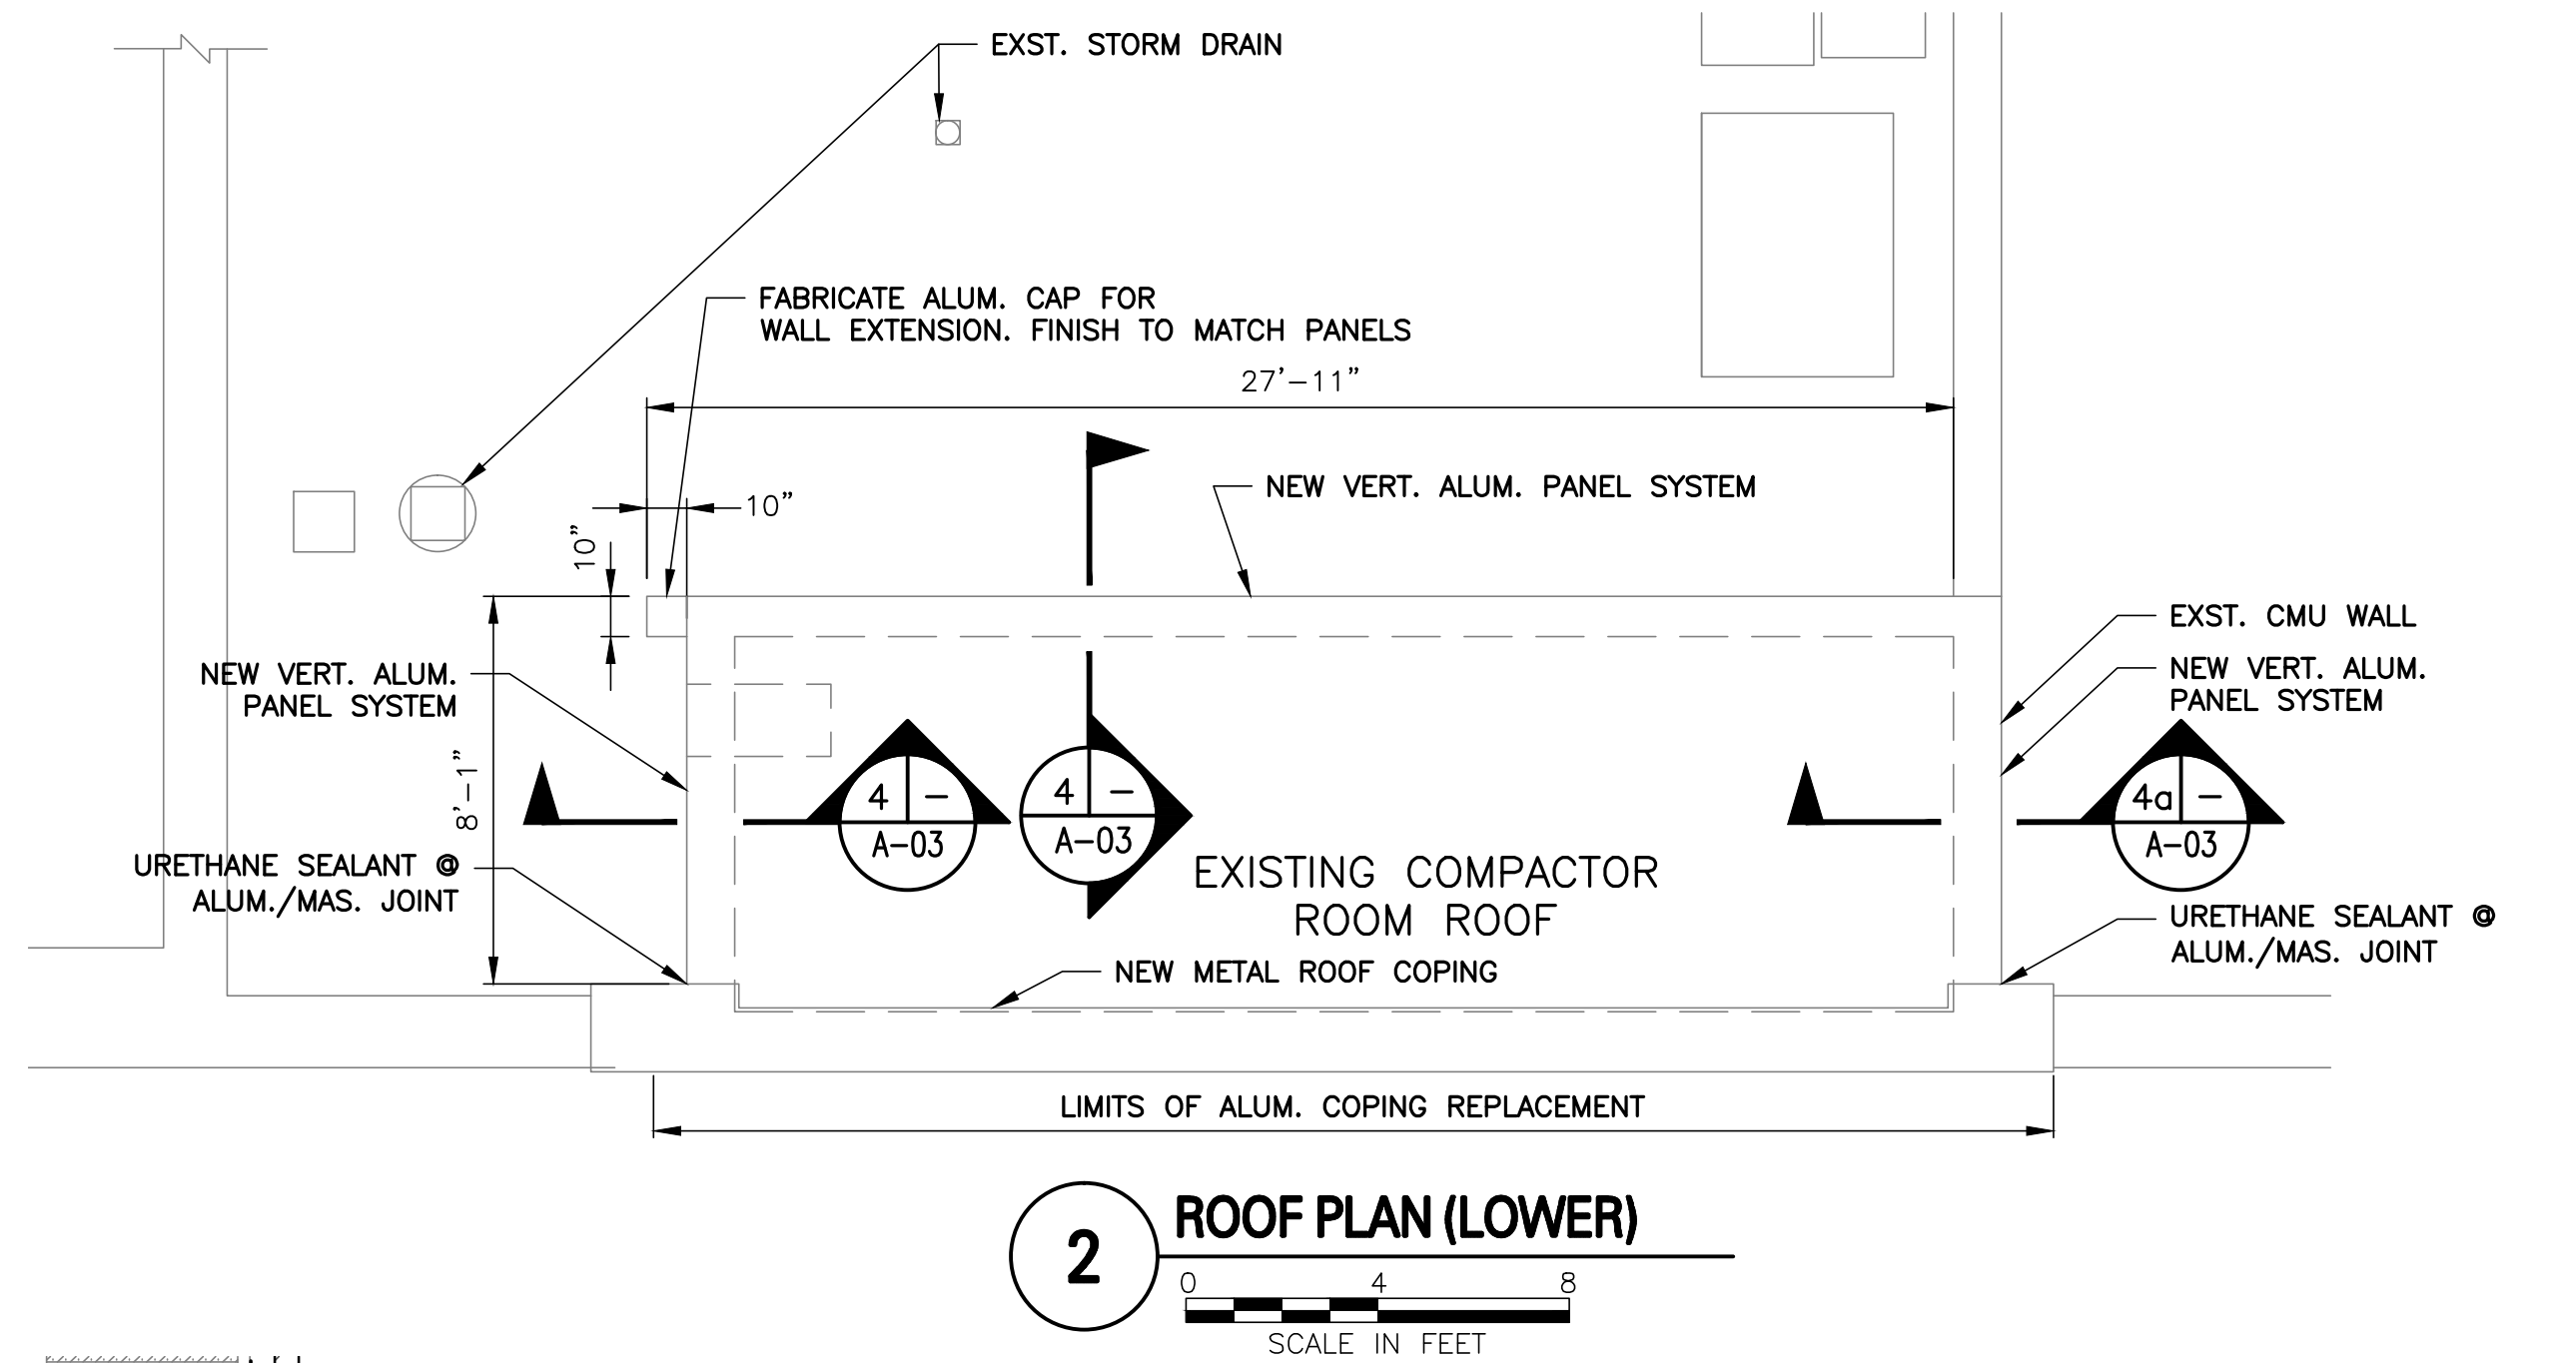 EXST. STORM DRAIN
FABRICATE ALUM. CAP FOR
WALL EXTENSION. FINISH TO MATCH PANELS
27'-11"
NEW VERT. ALUM. PANEL SYSTEM
10"
10"
EXST. CMU WALL
NEW VERT. ALUM.
PANEL SYSTEM
NEW VERT. ALUM.
PANEL SYSTEM
8'-1"
4 -
A-03
4 -
A-03
4a -
A-03
URETHANE SEALANT @
ALUM./MAS. JOINT
EXISTING COMPACTOR
ROOM ROOF
URETHANE SEALANT @
ALUM./MAS. JOINT
NEW METAL ROOF COPING
LIMITS OF ALUM. COPING REPLACEMENT
2
ROOF PLAN (LOWER)
0 4 8
SCALE IN FEET